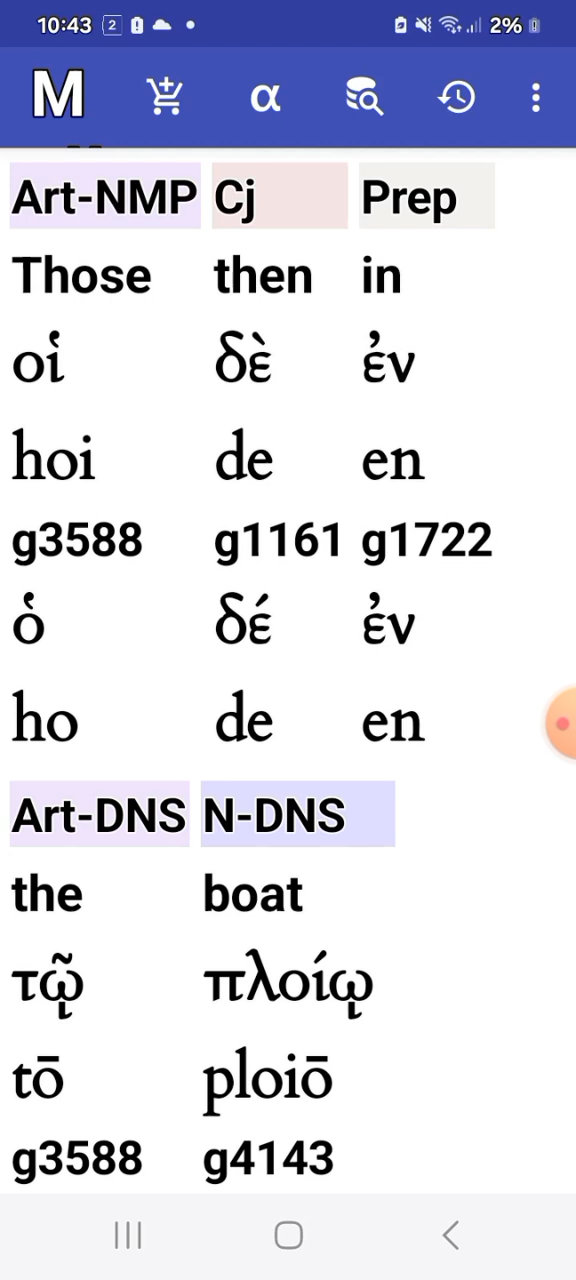 10:43 2 2%
M α
Art-NMP Cj Prep
Those then in
οἱ δὲ ἐν
hoi de en
g3588 g1161 g1722
ὁ δέ ἐν
ho de en
Art-DNS N-DNS
the boat
τῷ πλοίῳ
tō ploiō
g3588 g4143